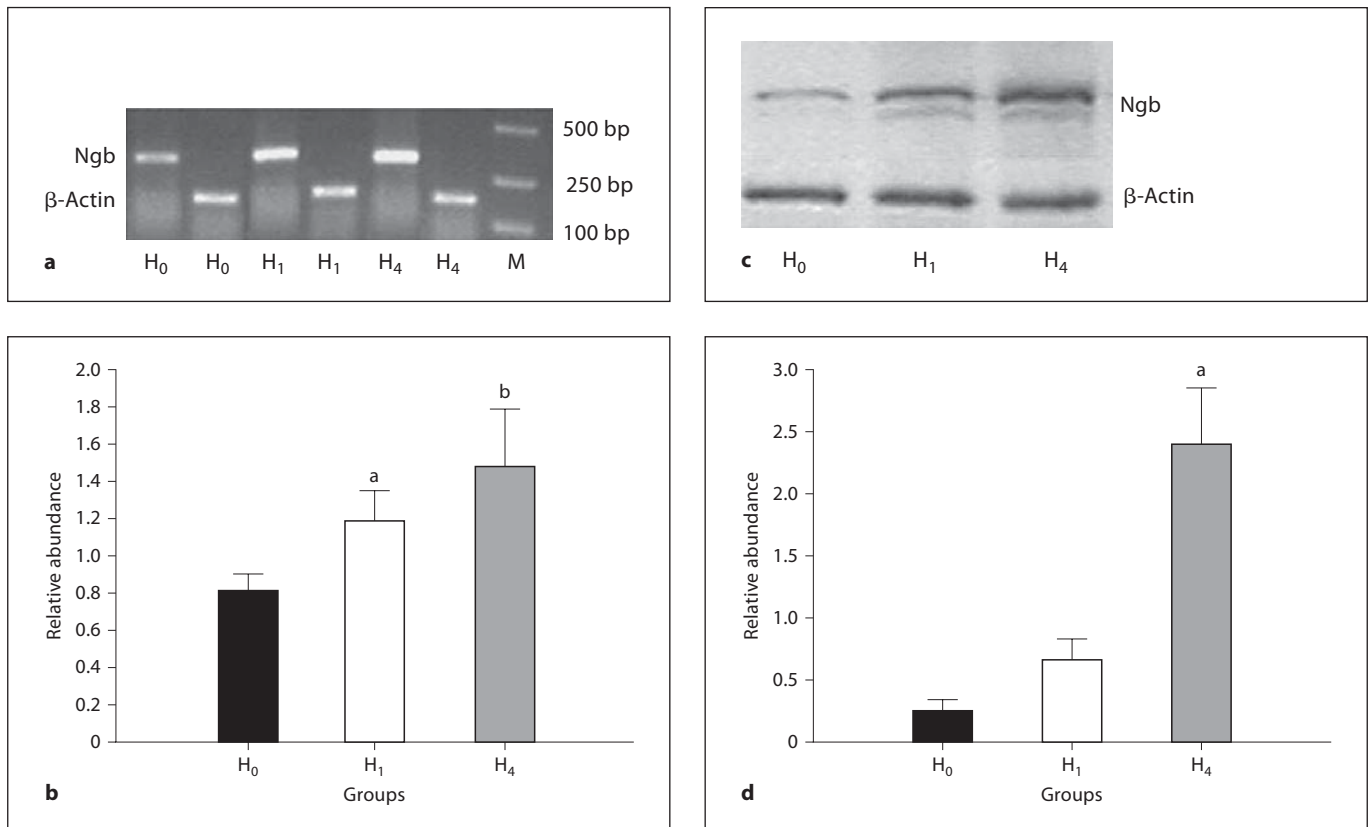 Ngb
β-Actin
500 bp
250 bp
100 bp
a H₀ H₀ H₁ H₁ H₄ H₄ M
Ngb
β-Actin
c H₀ H₁ H₄
Relative abundance
2.0
1.8
1.6
1.4
1.2
1.0
0.8
0.6
0.4
0.2
0
a
b
H₀ H₁ H₄
Groups
b
Relative abundance
3.0
2.5
2.0
1.5
1.0
0.5
0
a
H₀ H₁ H₄
Groups
d